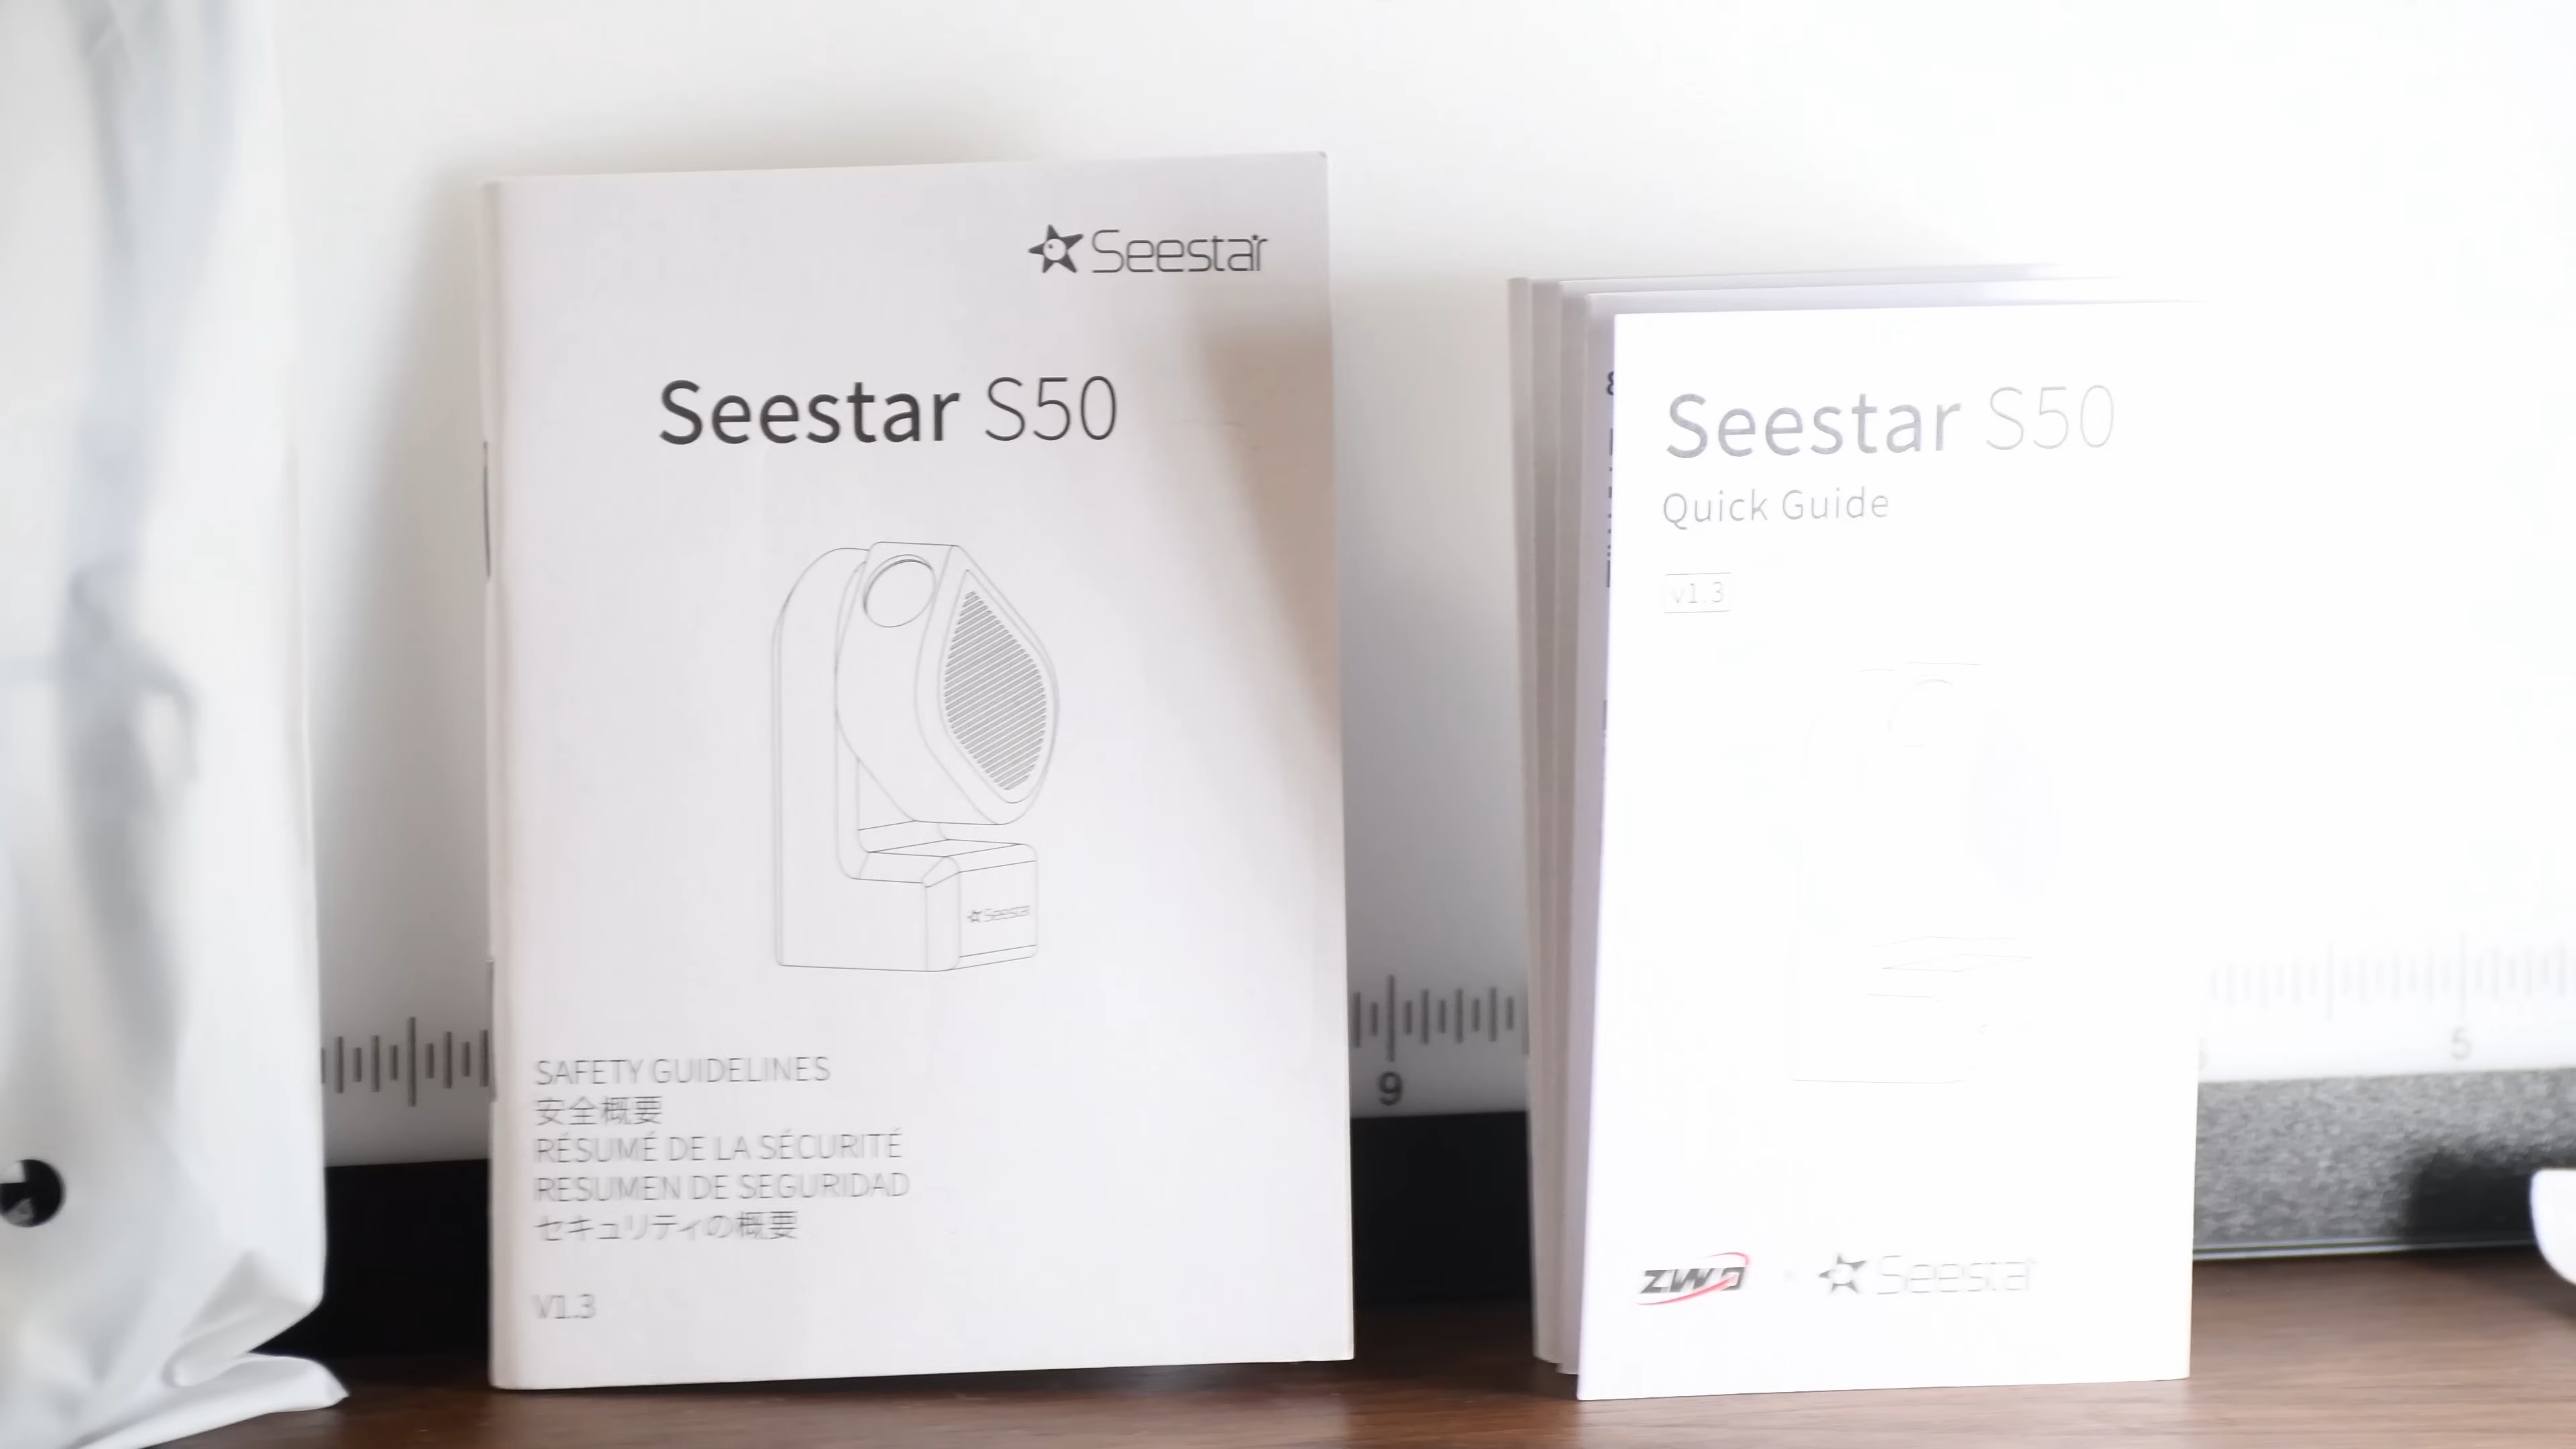 Seestar
Seestar S50
Seestar
SAFETY GUIDELINES
安全概要
RÉSUMÉ DE LA SÉCURITÉ
RESUMEN DE SEGURIDAD
セキュリティの概要
V1.3
9
Seestar S50
Quick Guide
v1.3
ZWO
Seestar
5